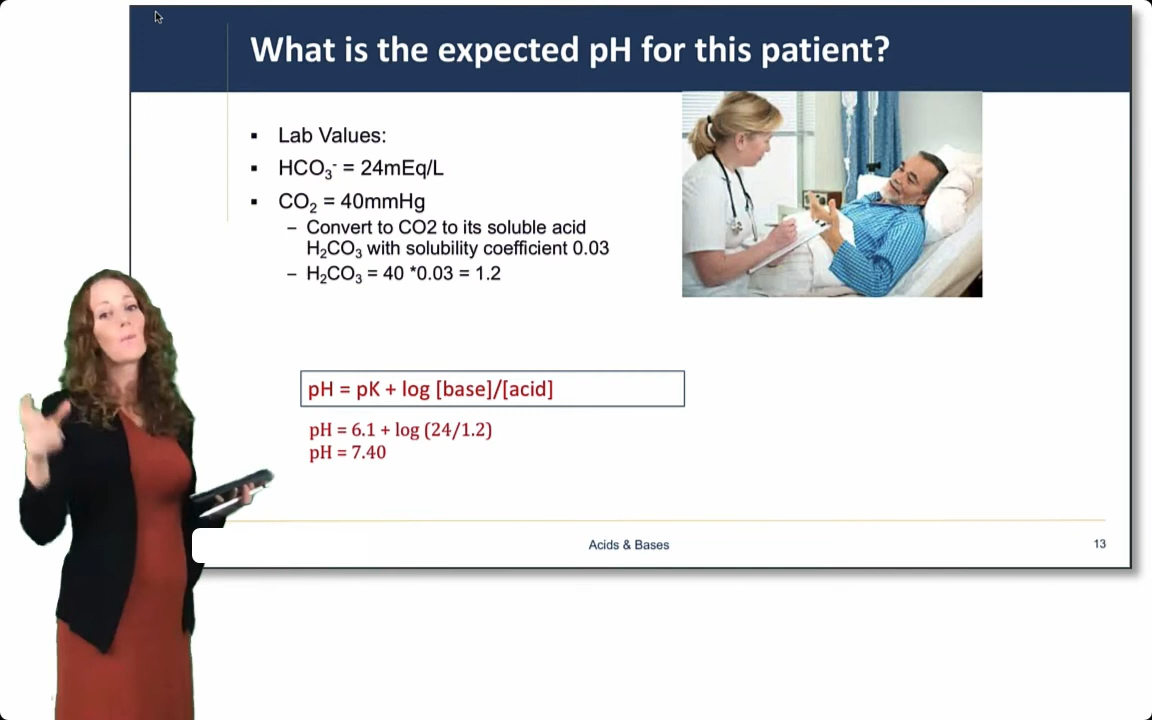 What is the expected pH for this patient?
▪ Lab Values:
▪ HCO₃⁻ = 24mEq/L
▪ CO₂ = 40mmHg
– Convert to CO2 to its soluble acid
H₂CO₃ with solubility coefficient 0.03
– H₂CO₃ = 40 *0.03 = 1.2
pH = pK + log [base]/[acid]
pH = 6.1 + log (24/1.2)
pH = 7.40
Acids & Bases
13